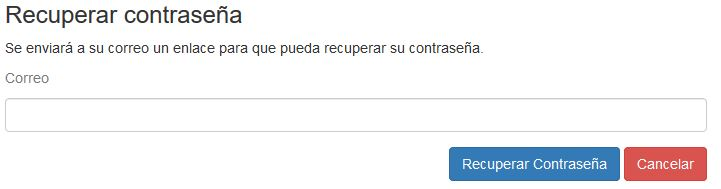 Recuperar contraseña
Se enviará a su correo un enlace para que pueda recuperar su contraseña.
Correo
Recuperar Contraseña Cancelar